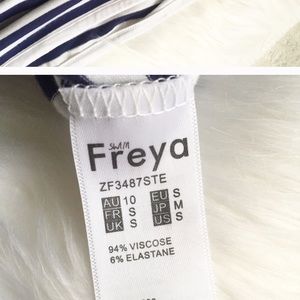 swim
Freya
ZF3487STE
AU 10 EU S
FR S JP M
UK S US S
94% VISCOSE
6% ELASTANE